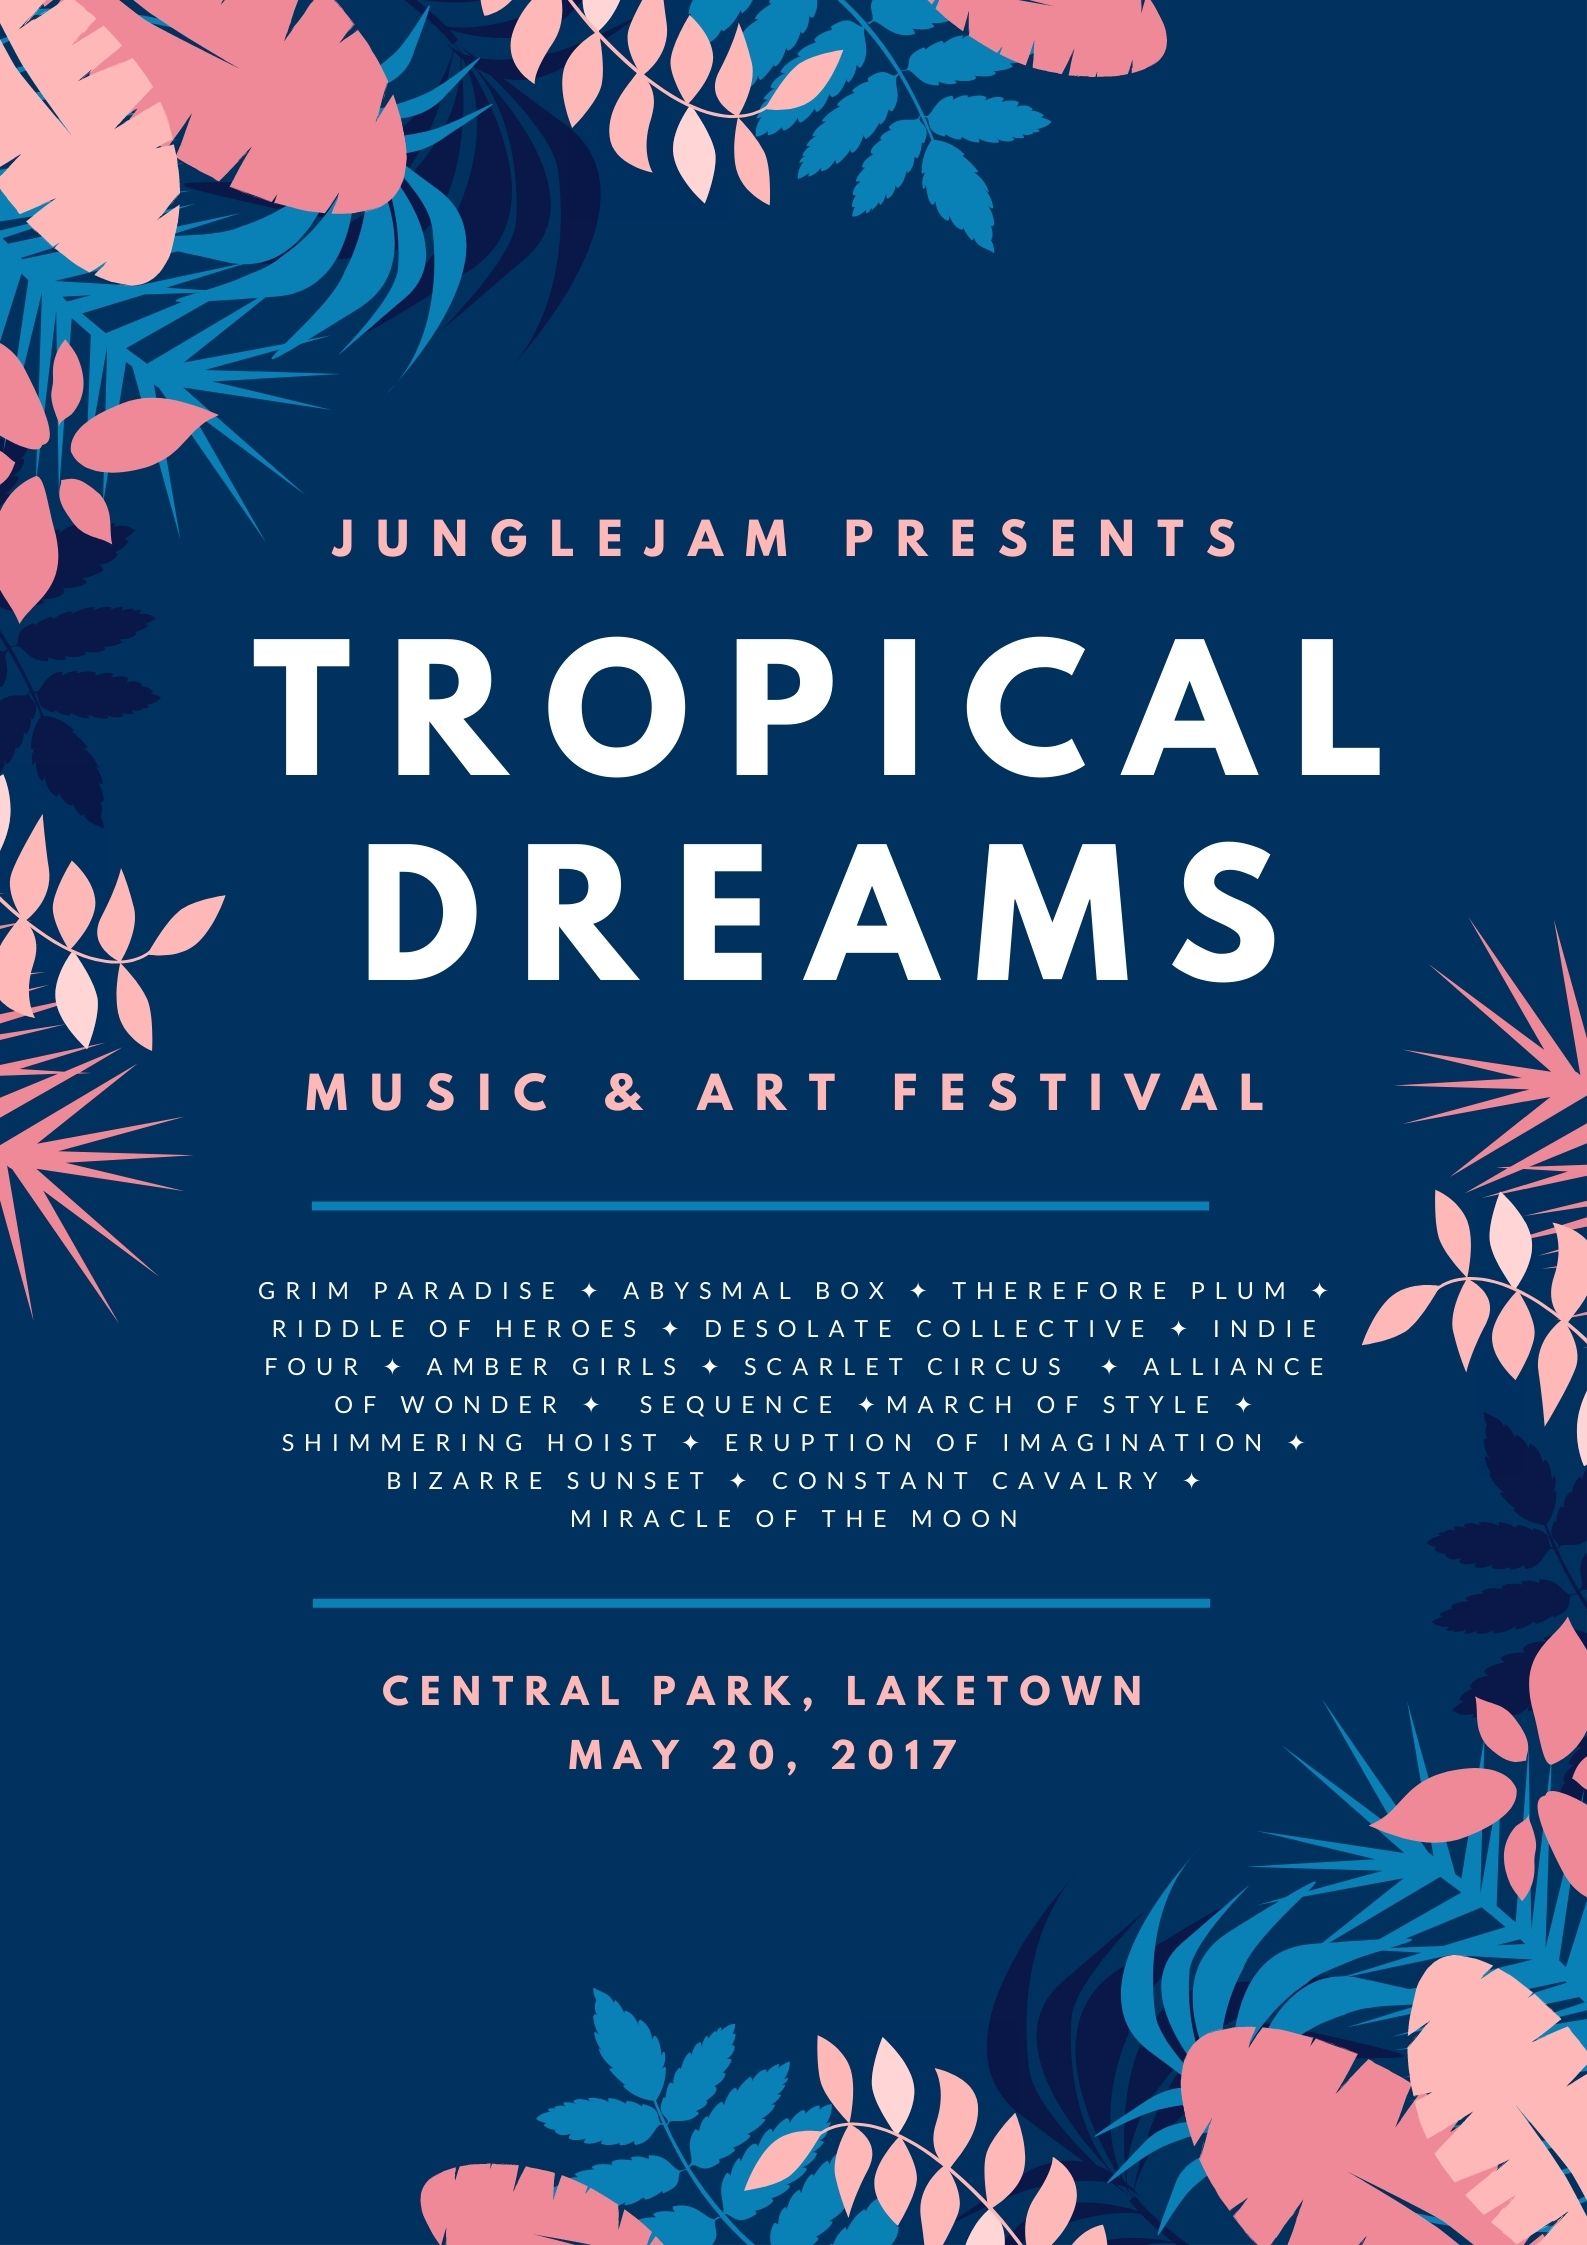 JUNGLEJAM PRESENTS
TROPICAL
DREAMS
MUSIC & ART FESTIVAL
GRIM PARADISE ✦ ABYSMAL BOX ✦ THEREFORE PLUM ✦
RIDDLE OF HEROES ✦ DESOLATE COLLECTIVE ✦ INDIE
FOUR ✦ AMBER GIRLS ✦ SCARLET CIRCUS ✦ ALLIANCE
OF WONDER ✦ SEQUENCE ✦MARCH OF STYLE ✦
SHIMMERING HOIST ✦ ERUPTION OF IMAGINATION ✦
BIZARRE SUNSET ✦ CONSTANT CAVALRY ✦
MIRACLE OF THE MOON
CENTRAL PARK, LAKETOWN
MAY 20, 2017